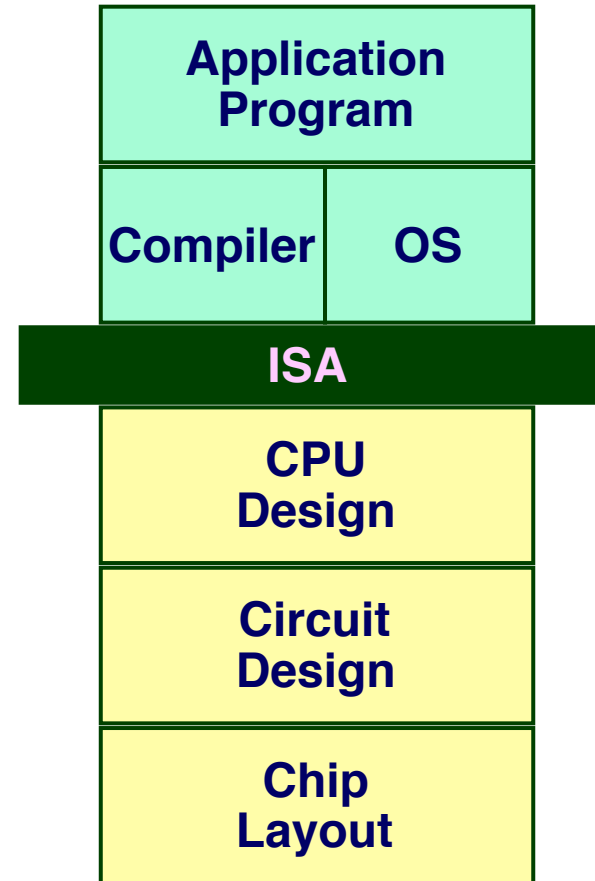 Application
Program
Compiler OS
ISA
CPU
Design
Circuit
Design
Chip
Layout